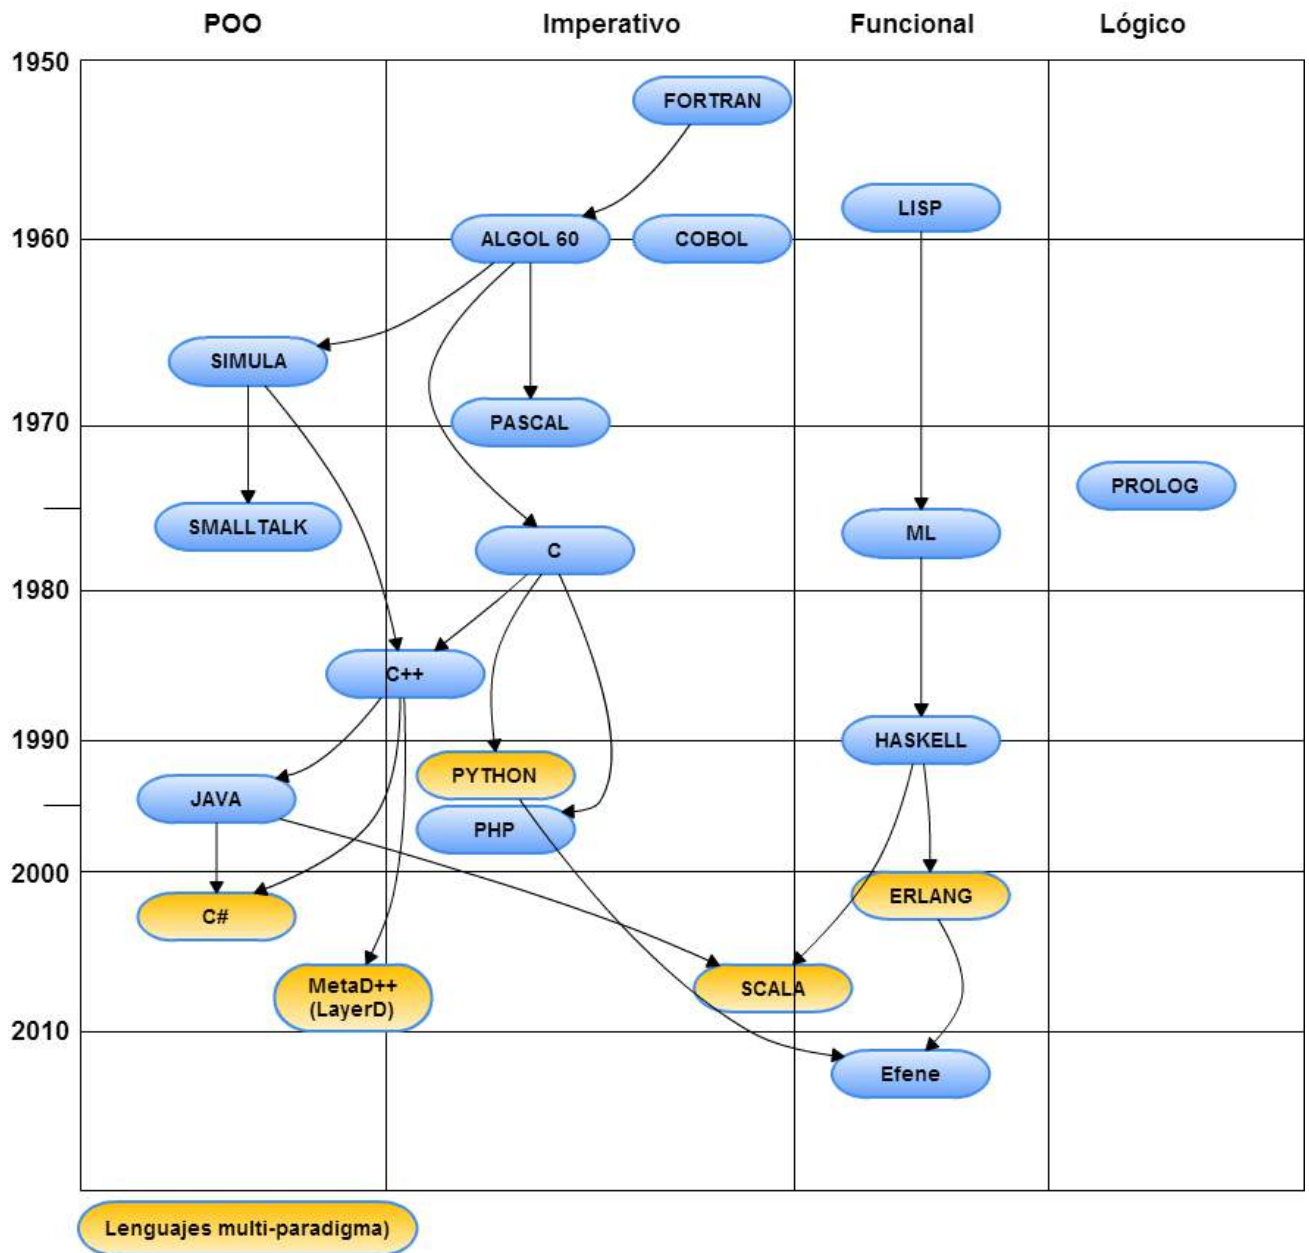 POO
Imperativo
Funcional
Lógico
1950
FORTRAN
LISP
1960
ALGOL 60
COBOL
SIMULA
1970
PASCAL
PROLOG
SMALLTALK
C
ML
1980
C++
1990
HASKELL
PYTHON
JAVA
PHP
2000
ERLANG
C#
MetaD++
(LayerD)
SCALA
2010
Efene
Lenguajes multi-paradigma)